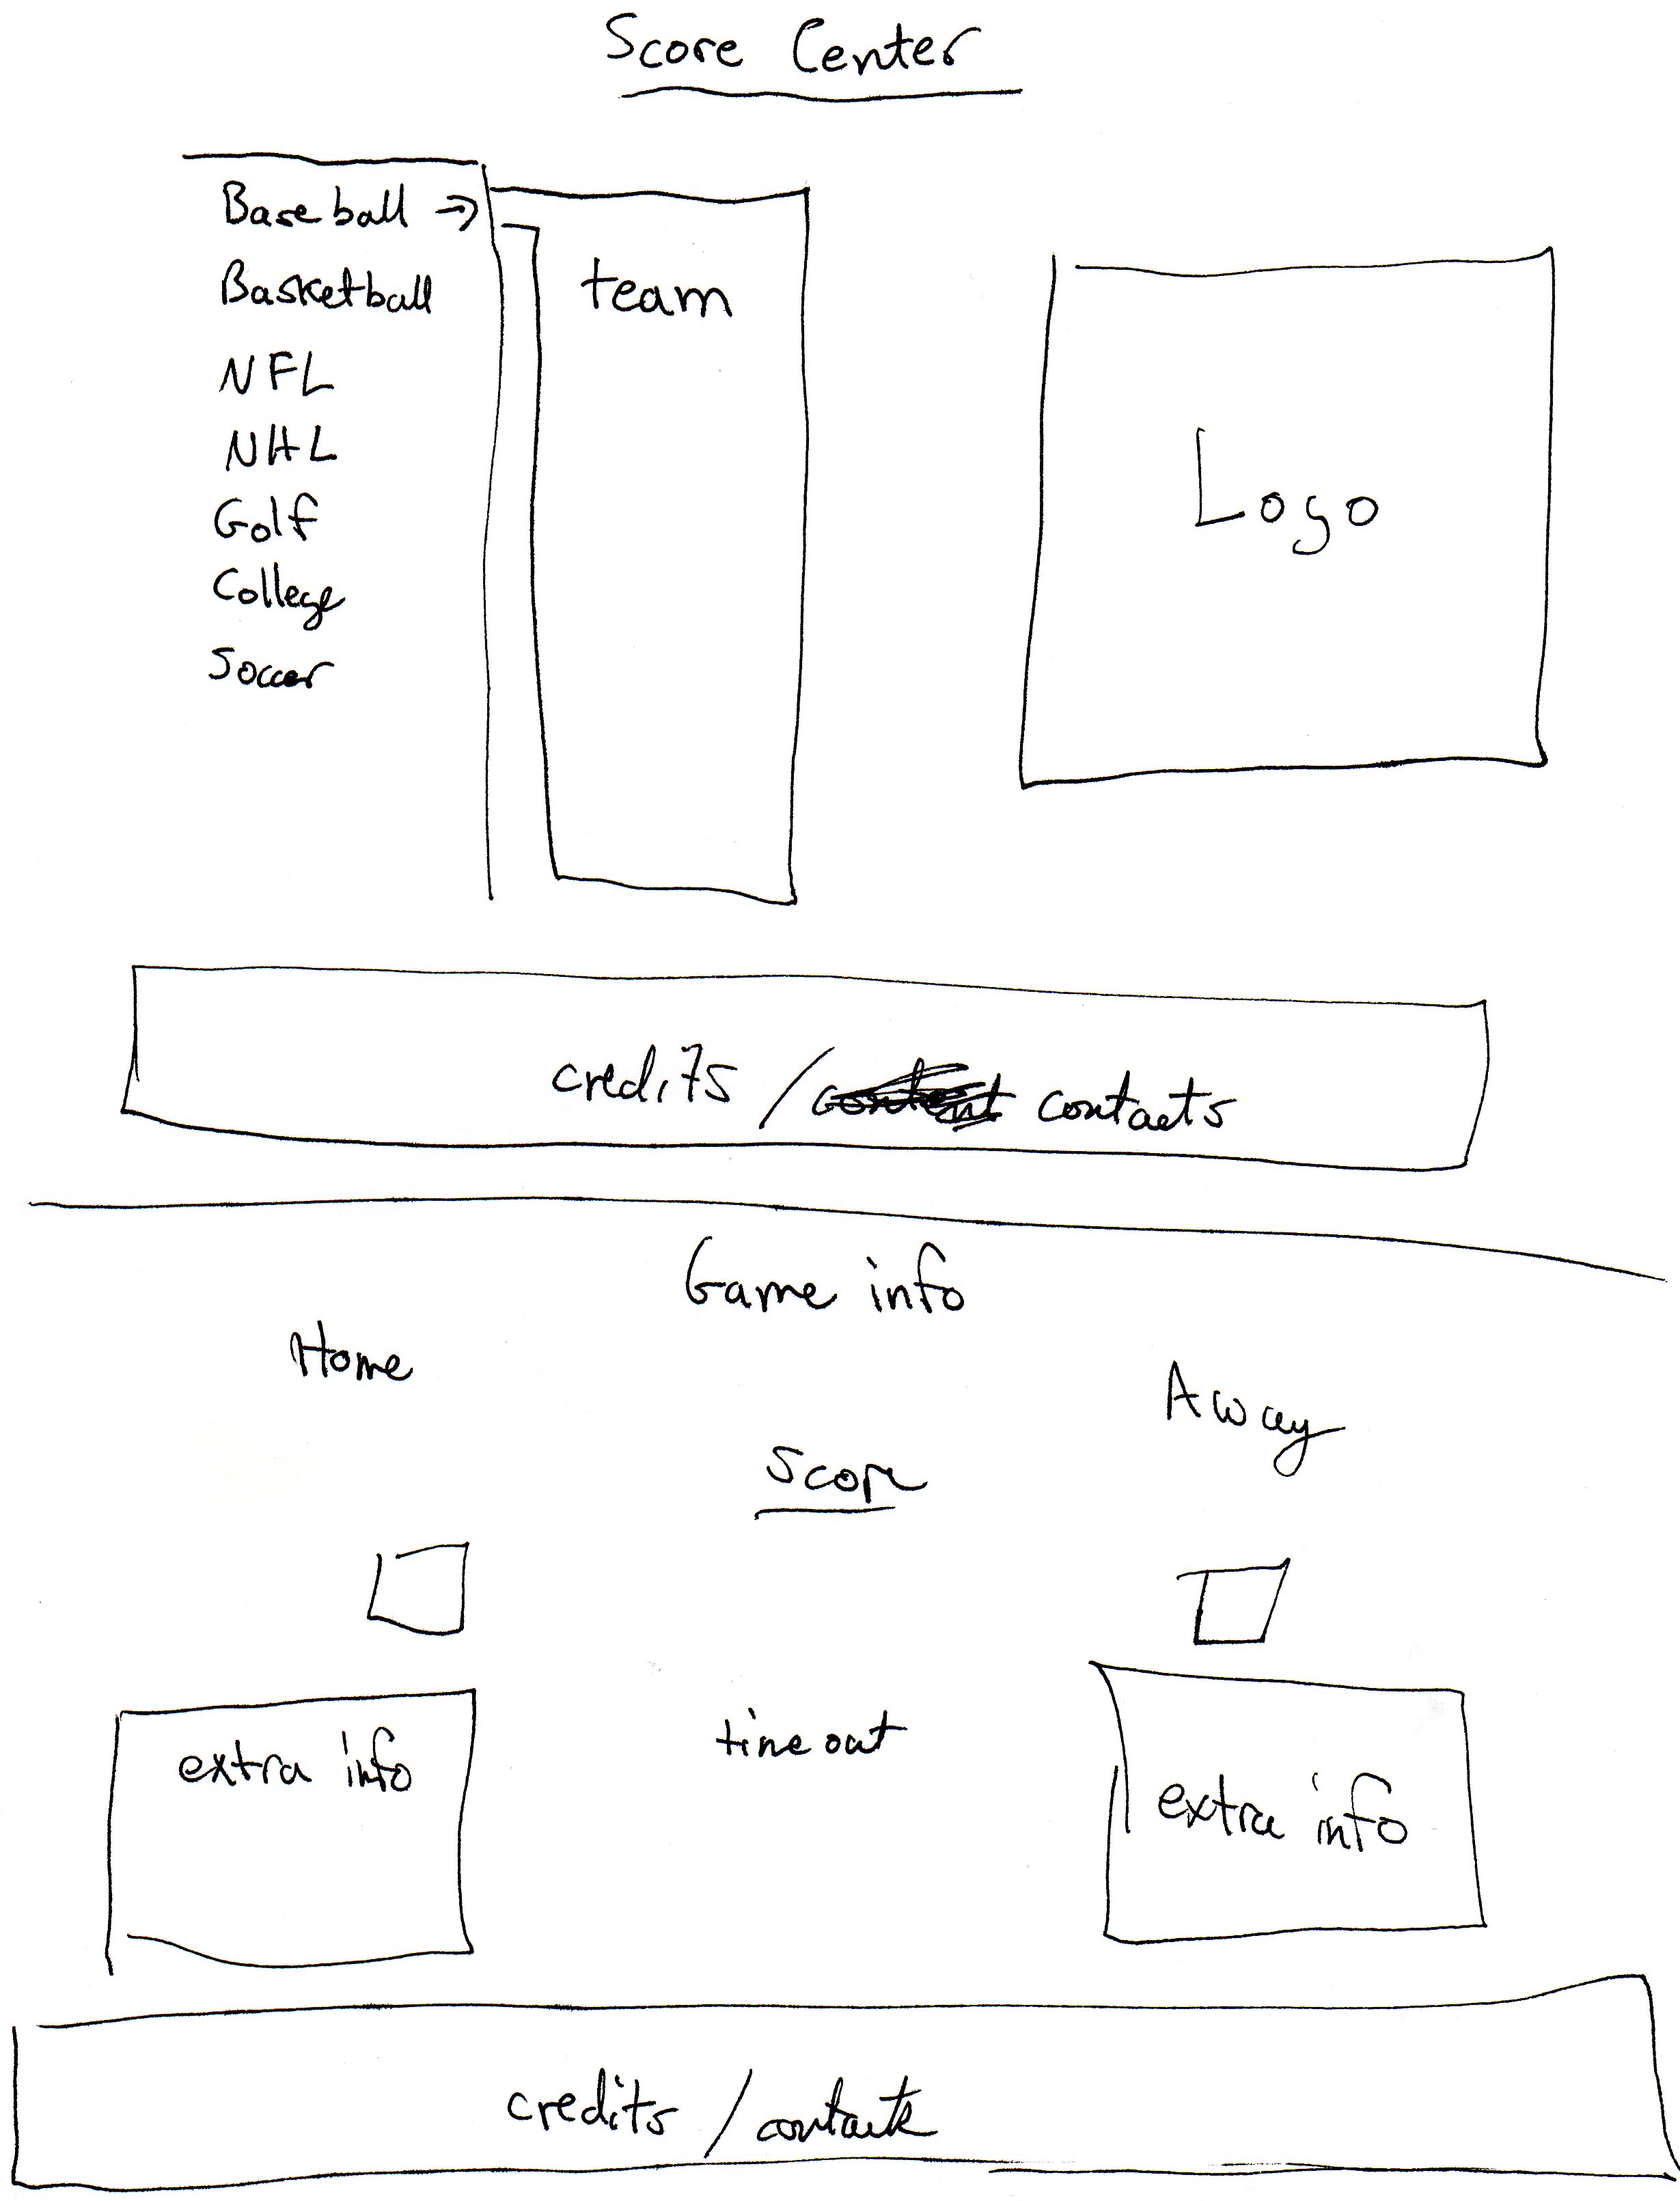 Score Center
Baseball →
Basketball
NFL
NHL
Golf
College
Soccer
team
Logo
credits / contacts
Game info
Home
Away
Score
extra info
time out
extra info
credits / contacts